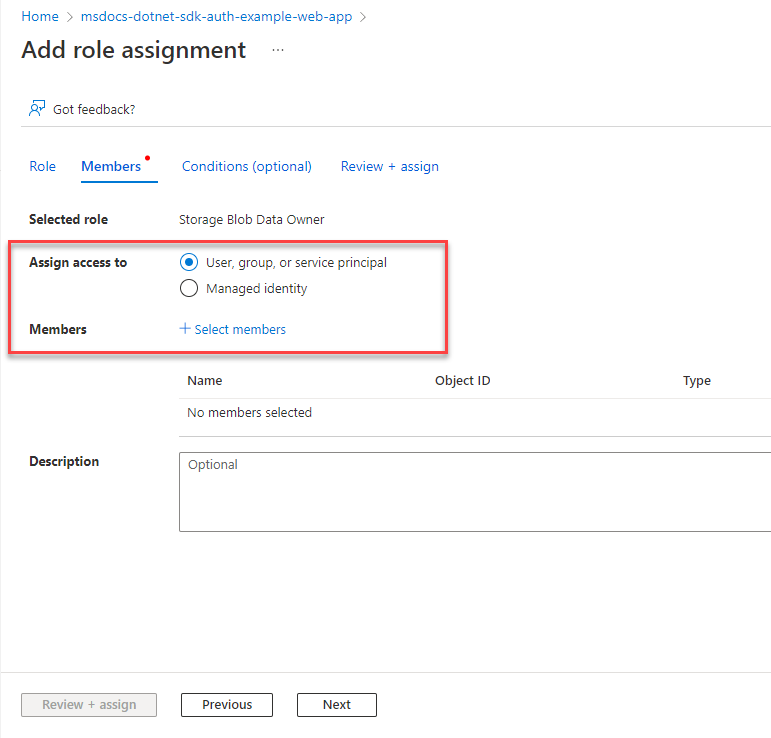 Home > msdocs-dotnet-sdk-auth-example-web-app >
Add role assignment ...
Got feedback?
Role Members Conditions (optional) Review + assign
Selected role Storage Blob Data Owner
Assign access to User, group, or service principal
Managed identity
Members + Select members
Name Object ID Type
No members selected
Description Optional
Review + assign Previous Next